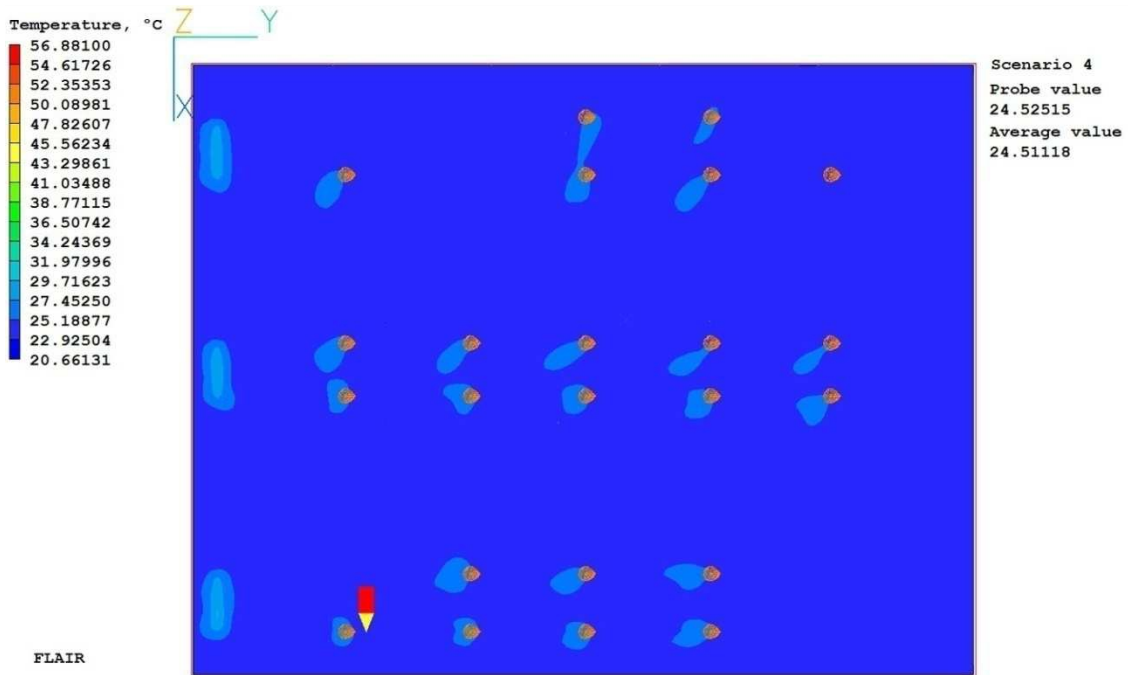 Temperature, °C
Z
Y
X
56.88100
54.61726
52.35353
50.08981
47.82607
45.56234
43.29861
41.03488
38.77115
36.50742
34.24369
31.97996
29.71623
27.45250
25.18877
22.92504
20.66131
Scenario 4
Probe value
24.52515
Average value
24.51118
FLAIR